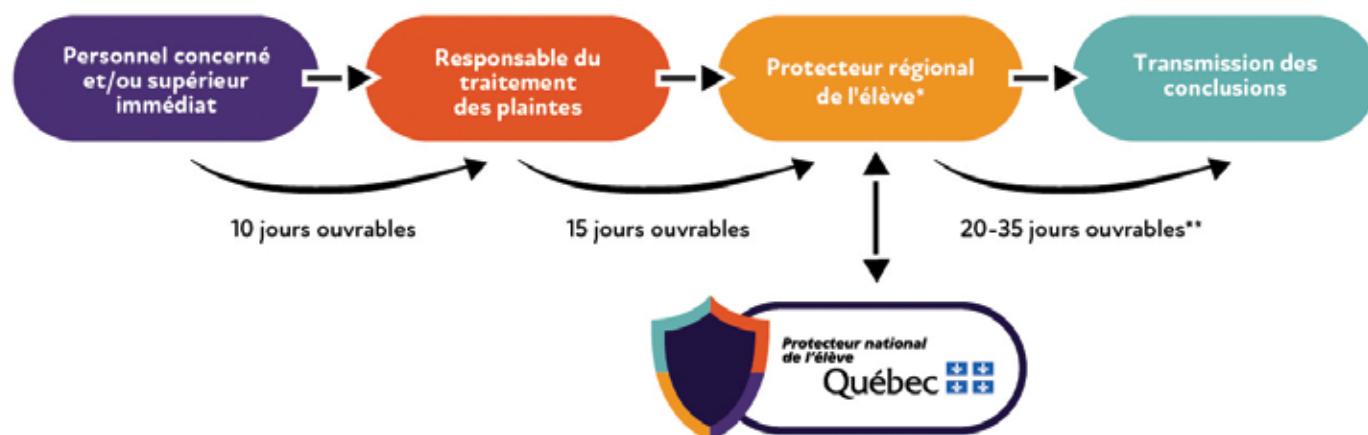 Personnel concerné
et/ou supérieur
immédiat
Responsable du
traitement
des plaintes
Protecteur régional
de l'élève*
Transmission des
conclusions
10 jours ouvrables
15 jours ouvrables
20-35 jours ouvrables**
Protecteur national
de l'élève
Québec